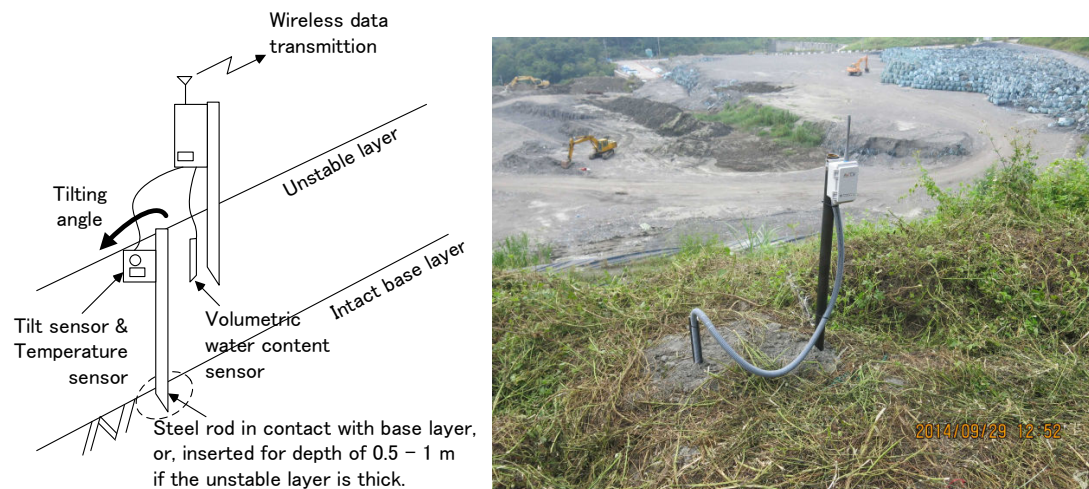 Wireless data
transmittion
Unstable layer
Tilting
angle
Intact base layer
Tilt sensor &
Temperature
sensor
Volumetric
water content
sensor
Steel rod in contact with base layer,
or, inserted for depth of 0.5 – 1 m
if the unstable layer is thick.
2014/09/29 12:52